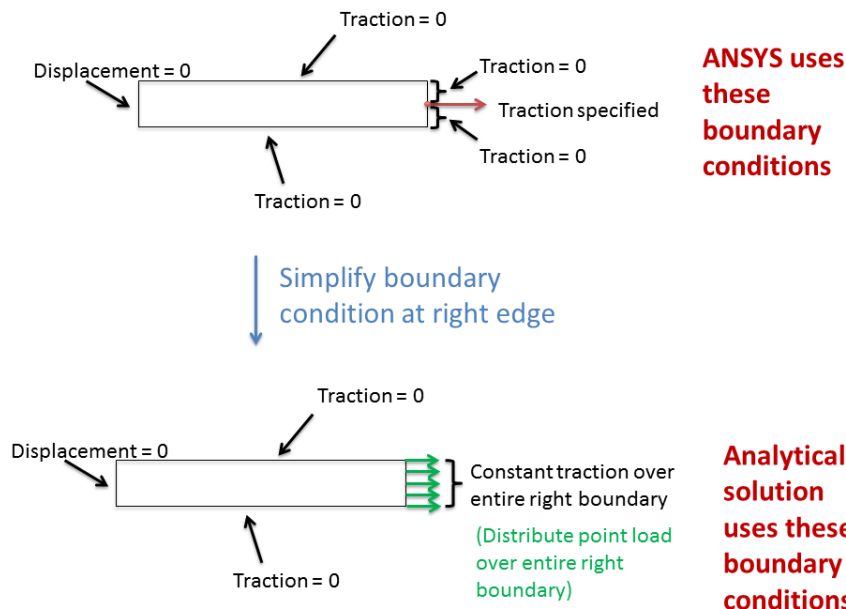 Traction = 0
Displacement = 0
Traction = 0
Traction specified
Traction = 0
Traction = 0
ANSYS uses
these
boundary
conditions
Simplify boundary
condition at right edge
Traction = 0
Displacement = 0
Constant traction over
entire right boundary
(Distribute point load
over entire right
boundary)
Traction = 0
Analytical
solution
uses these
boundary
conditions